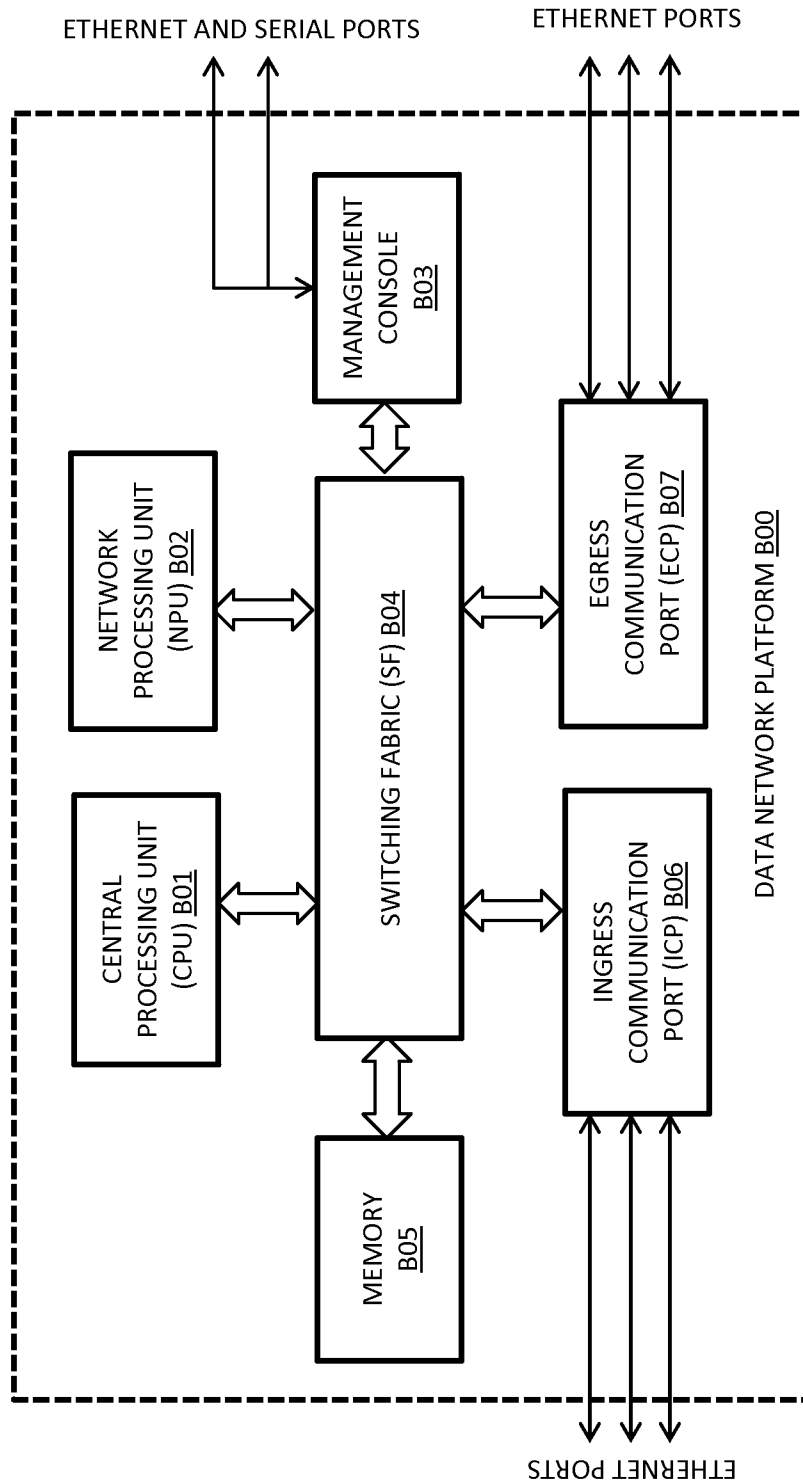 ETHERNET AND SERIAL PORTS
ETHERNET PORTS
CENTRAL
PROCESSING UNIT
(CPU) B01
NETWORK
PROCESSING UNIT
(NPU) B02
MEMORY
B05
SWITCHING FABRIC (SF) B04
MANAGEMENT
CONSOLE
B03
INGRESS
COMMUNICATION
PORT (ICP) B06
EGRESS
COMMUNICATION
PORT (ECP) B07
DATA NETWORK PLATFORM B00
ETHERNET PORTS